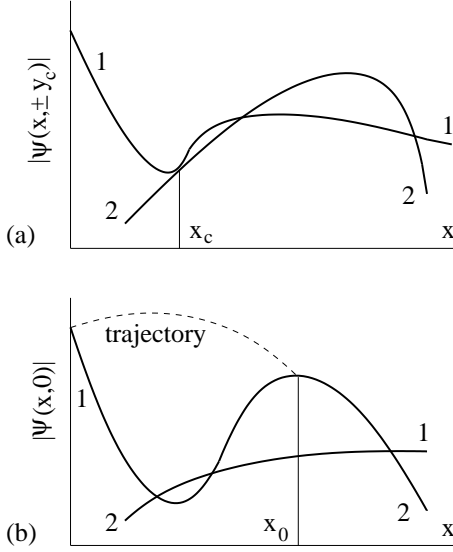 |ψ(x,± y_c)|
1
1
2
2
(a)
x_c
x
|ψ(x,0)|
trajectory
1
1
2
2
(b)
x_0
x